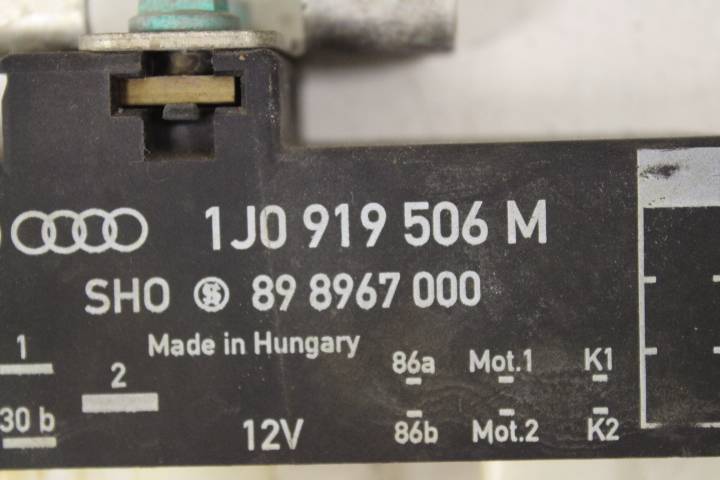 1J0 919 506 M
SHO 89 8967 000
Made in Hungary
1
2
30 b
12V
86a Mot.1 K1
86b Mot.2 K2